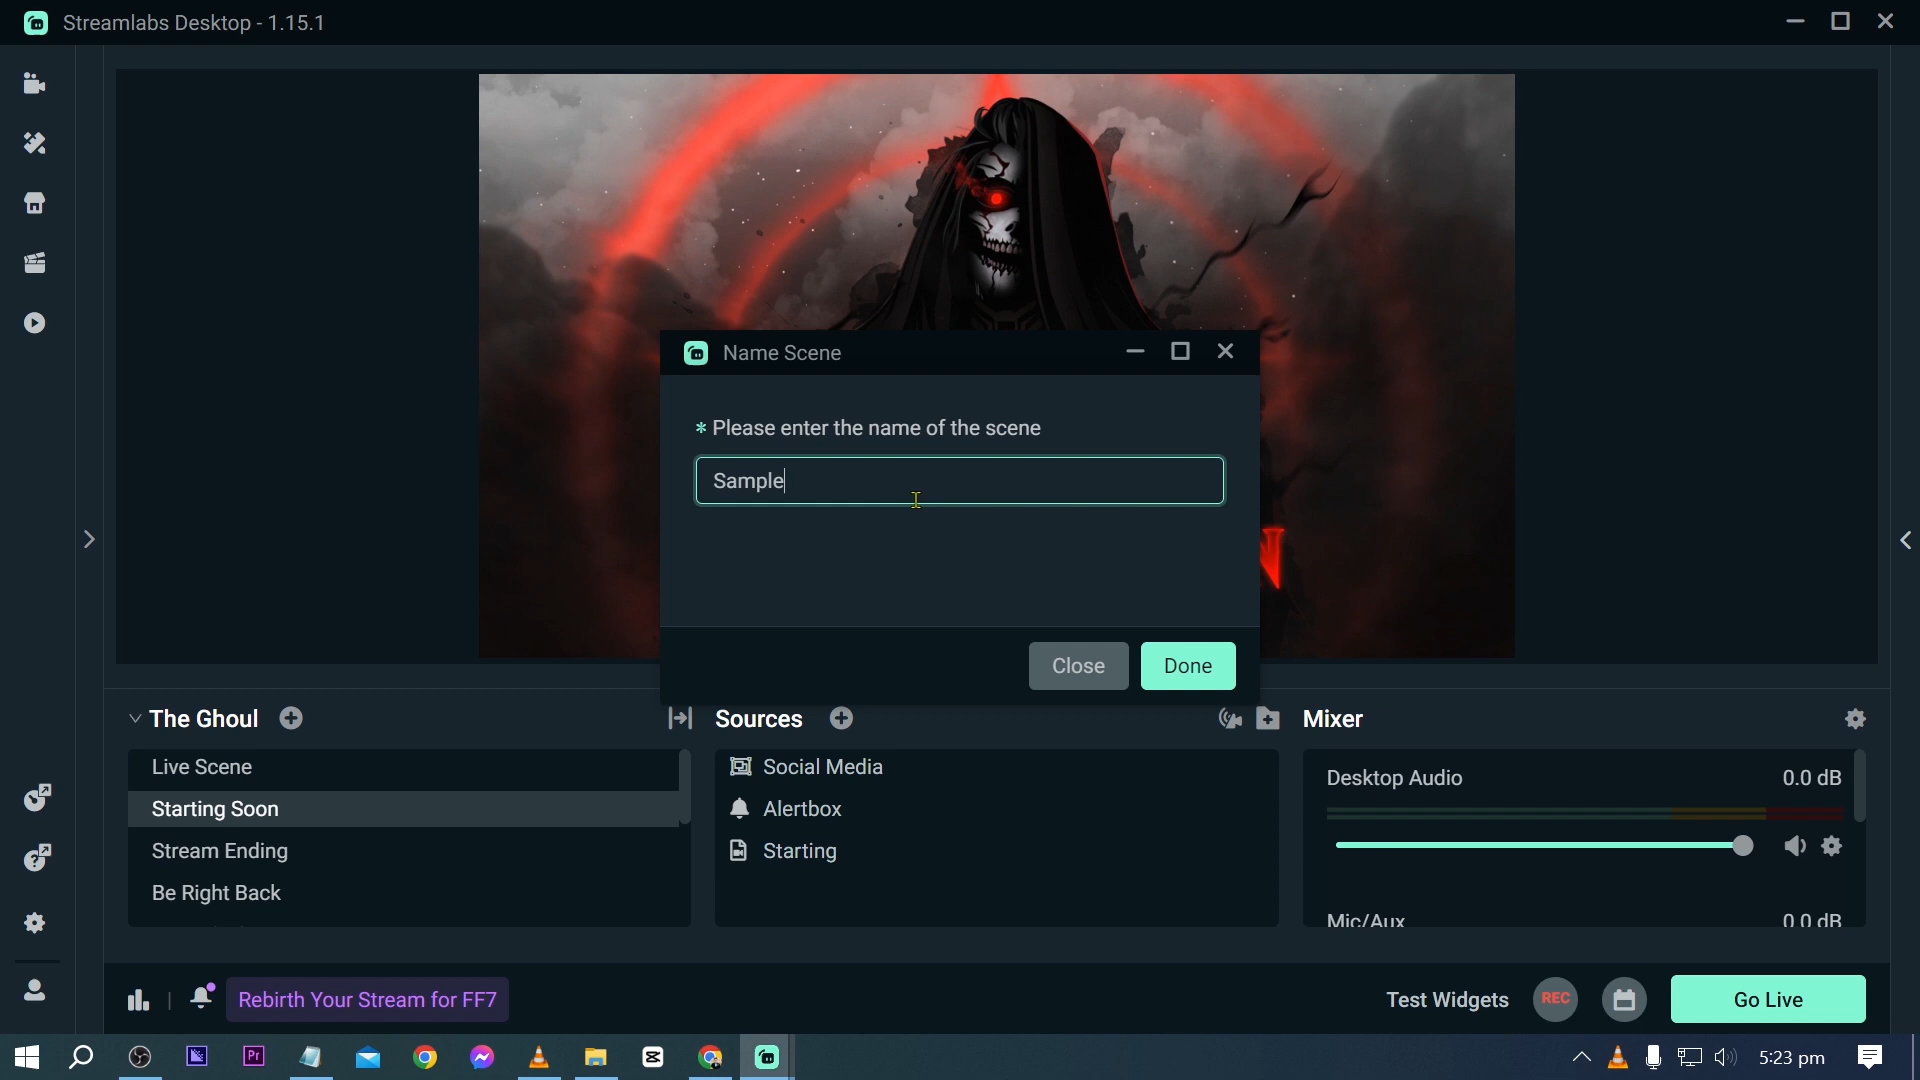 Streamlabs Desktop - 1.15.1
Name Scene
* Please enter the name of the scene
Sample
N
Close
Done
The Ghoul
Sources
Mixer
Live Scene
Starting Soon
Stream Ending
Be Right Back
Social Media
Alertbox
Starting
Desktop Audio
0.0 dB
Mic/Aux
0.0 dB
Rebirth Your Stream for FF7
Test Widgets
REC
Go Live
Pr
5:23 pm